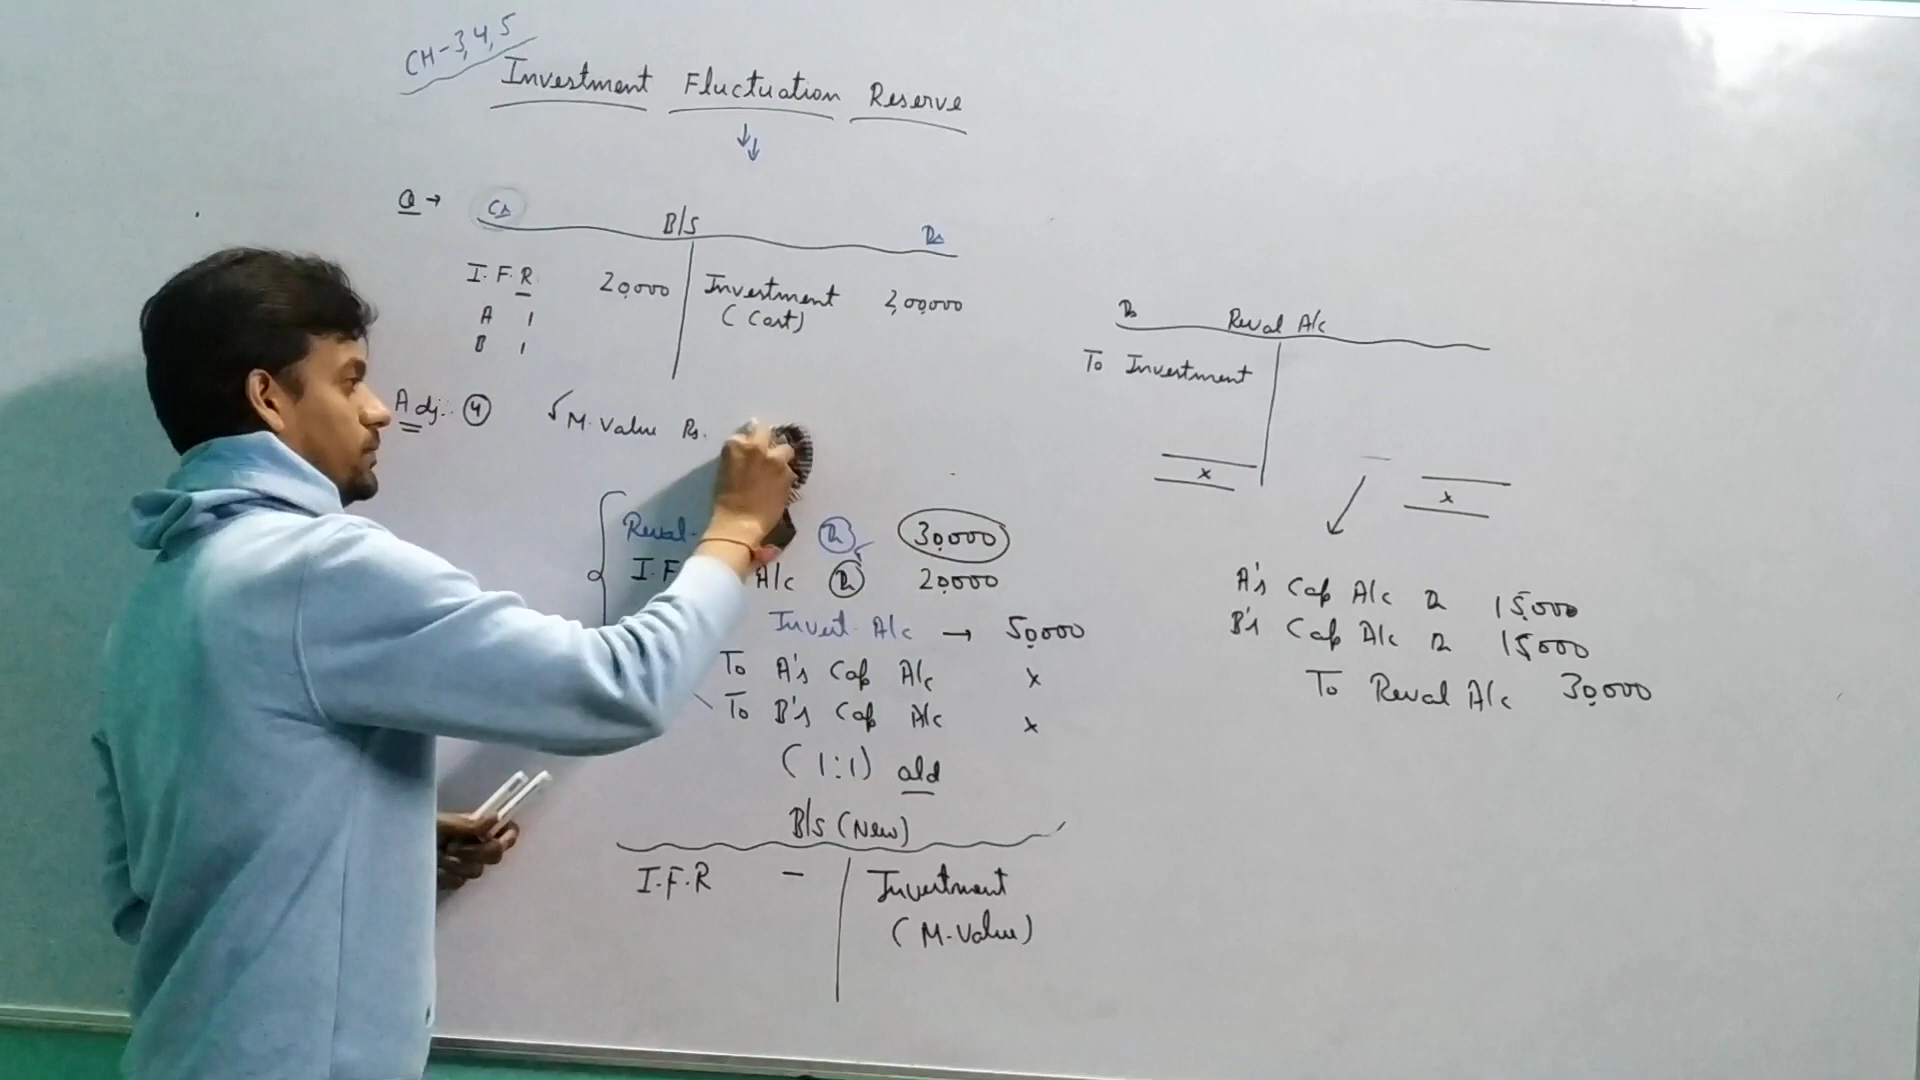 CH-3,4,5
Investment Fluctuation Reserve
Q → Cr B/S Dr
I.F.R 20,000 Investment 2,00,000
(Cost)
A 1
B 1
Adj. 4 M.Value Rs.
Reval- Dr 30,000
I.F A/c Dr 20,000
Invest A/c → 50,000
To A's Cap A/c x
To B's Cap A/c x
(1:1) old
B/S (New)
I.F.R - Investment
(M.Value)
Dr Reval A/c
To Investment
x x
A's Cap A/c Dr 15,000
B's Cap A/c Dr 15,000
To Reval A/c 30,000